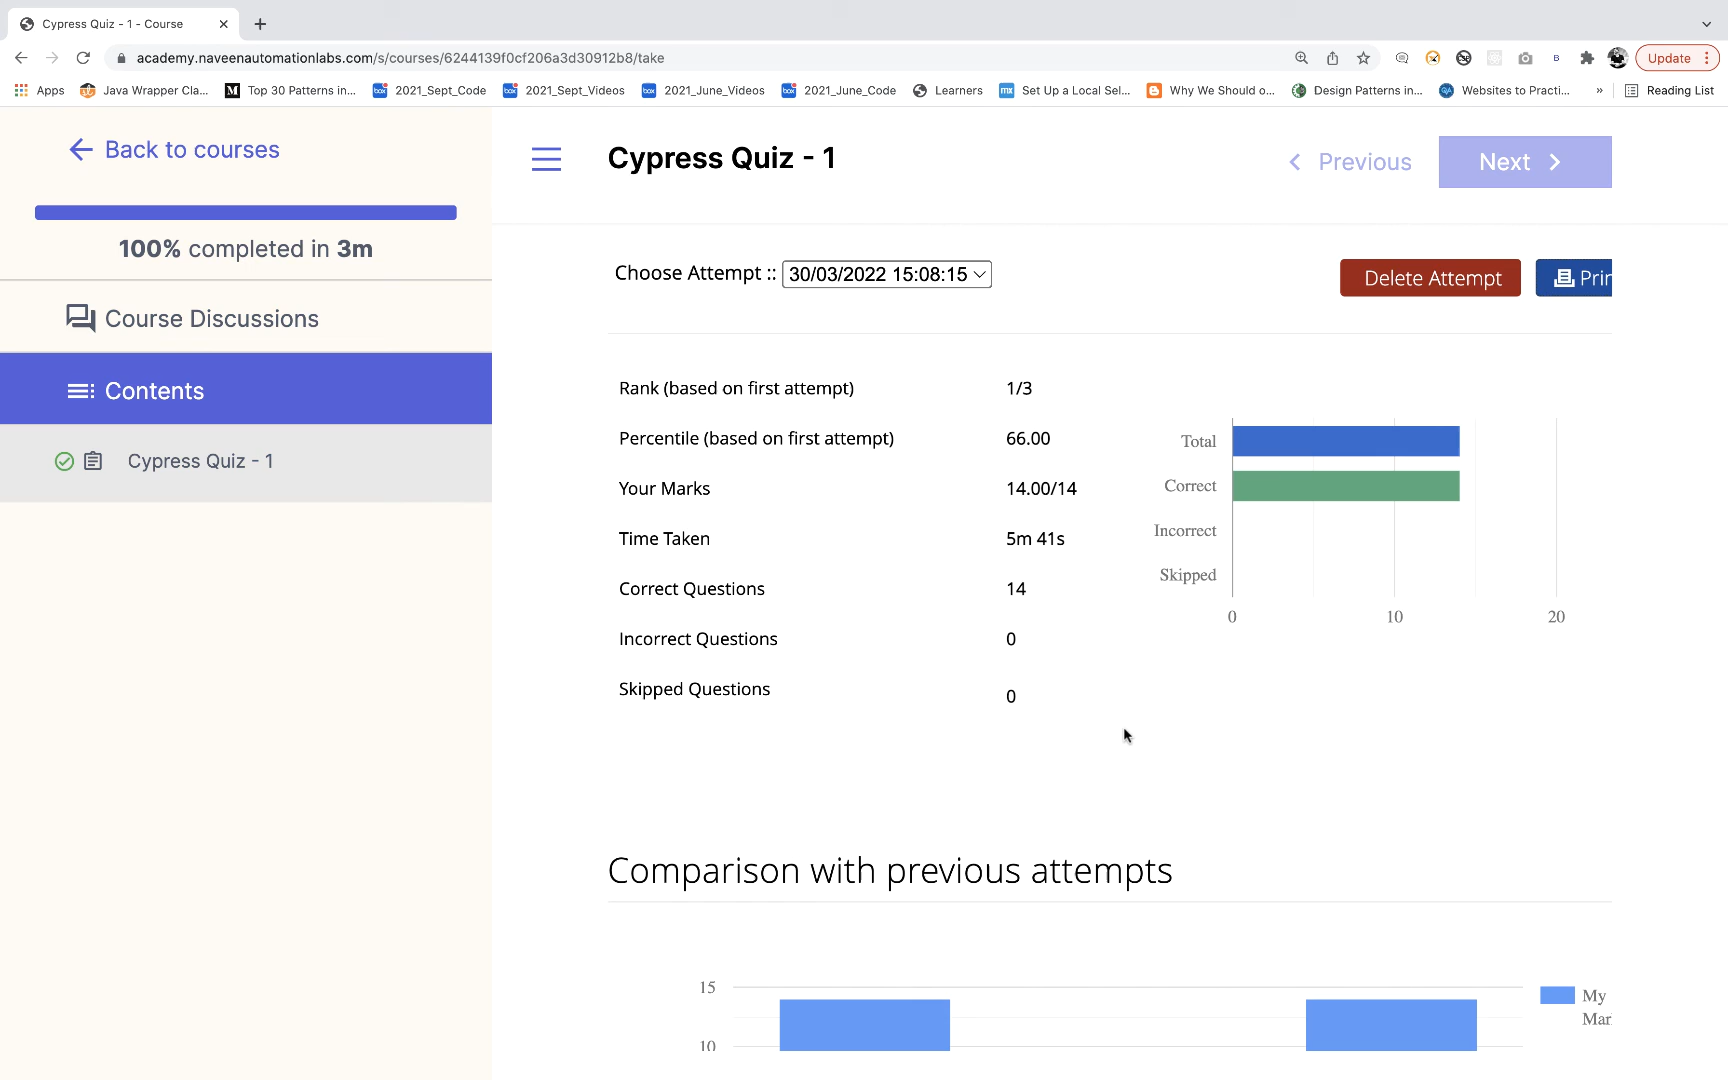 Cypress Quiz - 1 - Course
academy.naveenautomationlabs.com/s/courses/6244139f0cf206a3d30912b8/take
Update
Apps
Java Wrapper Cla...
Top 30 Patterns in...
2021_Sept_Code
2021_Sept_Videos
2021_June_Videos
2021_June_Code
Learners
Set Up a Local Sel...
Why We Should o...
Design Patterns in...
Websites to Practi...
»
Reading List
Back to courses
100% completed in 3m
Course Discussions
Contents
Cypress Quiz - 1
Cypress Quiz - 1
Previous
Next
Choose Attempt :: 30/03/2022 15:08:15
Delete Attempt
Prin
Rank (based on first attempt) 1/3
Percentile (based on first attempt) 66.00
Your Marks 14.00/14
Time Taken 5m 41s
Correct Questions 14
Incorrect Questions 0
Skipped Questions 0
Total
Correct
Incorrect
Skipped
0 10 20
Comparison with previous attempts
15
10
My
Mar